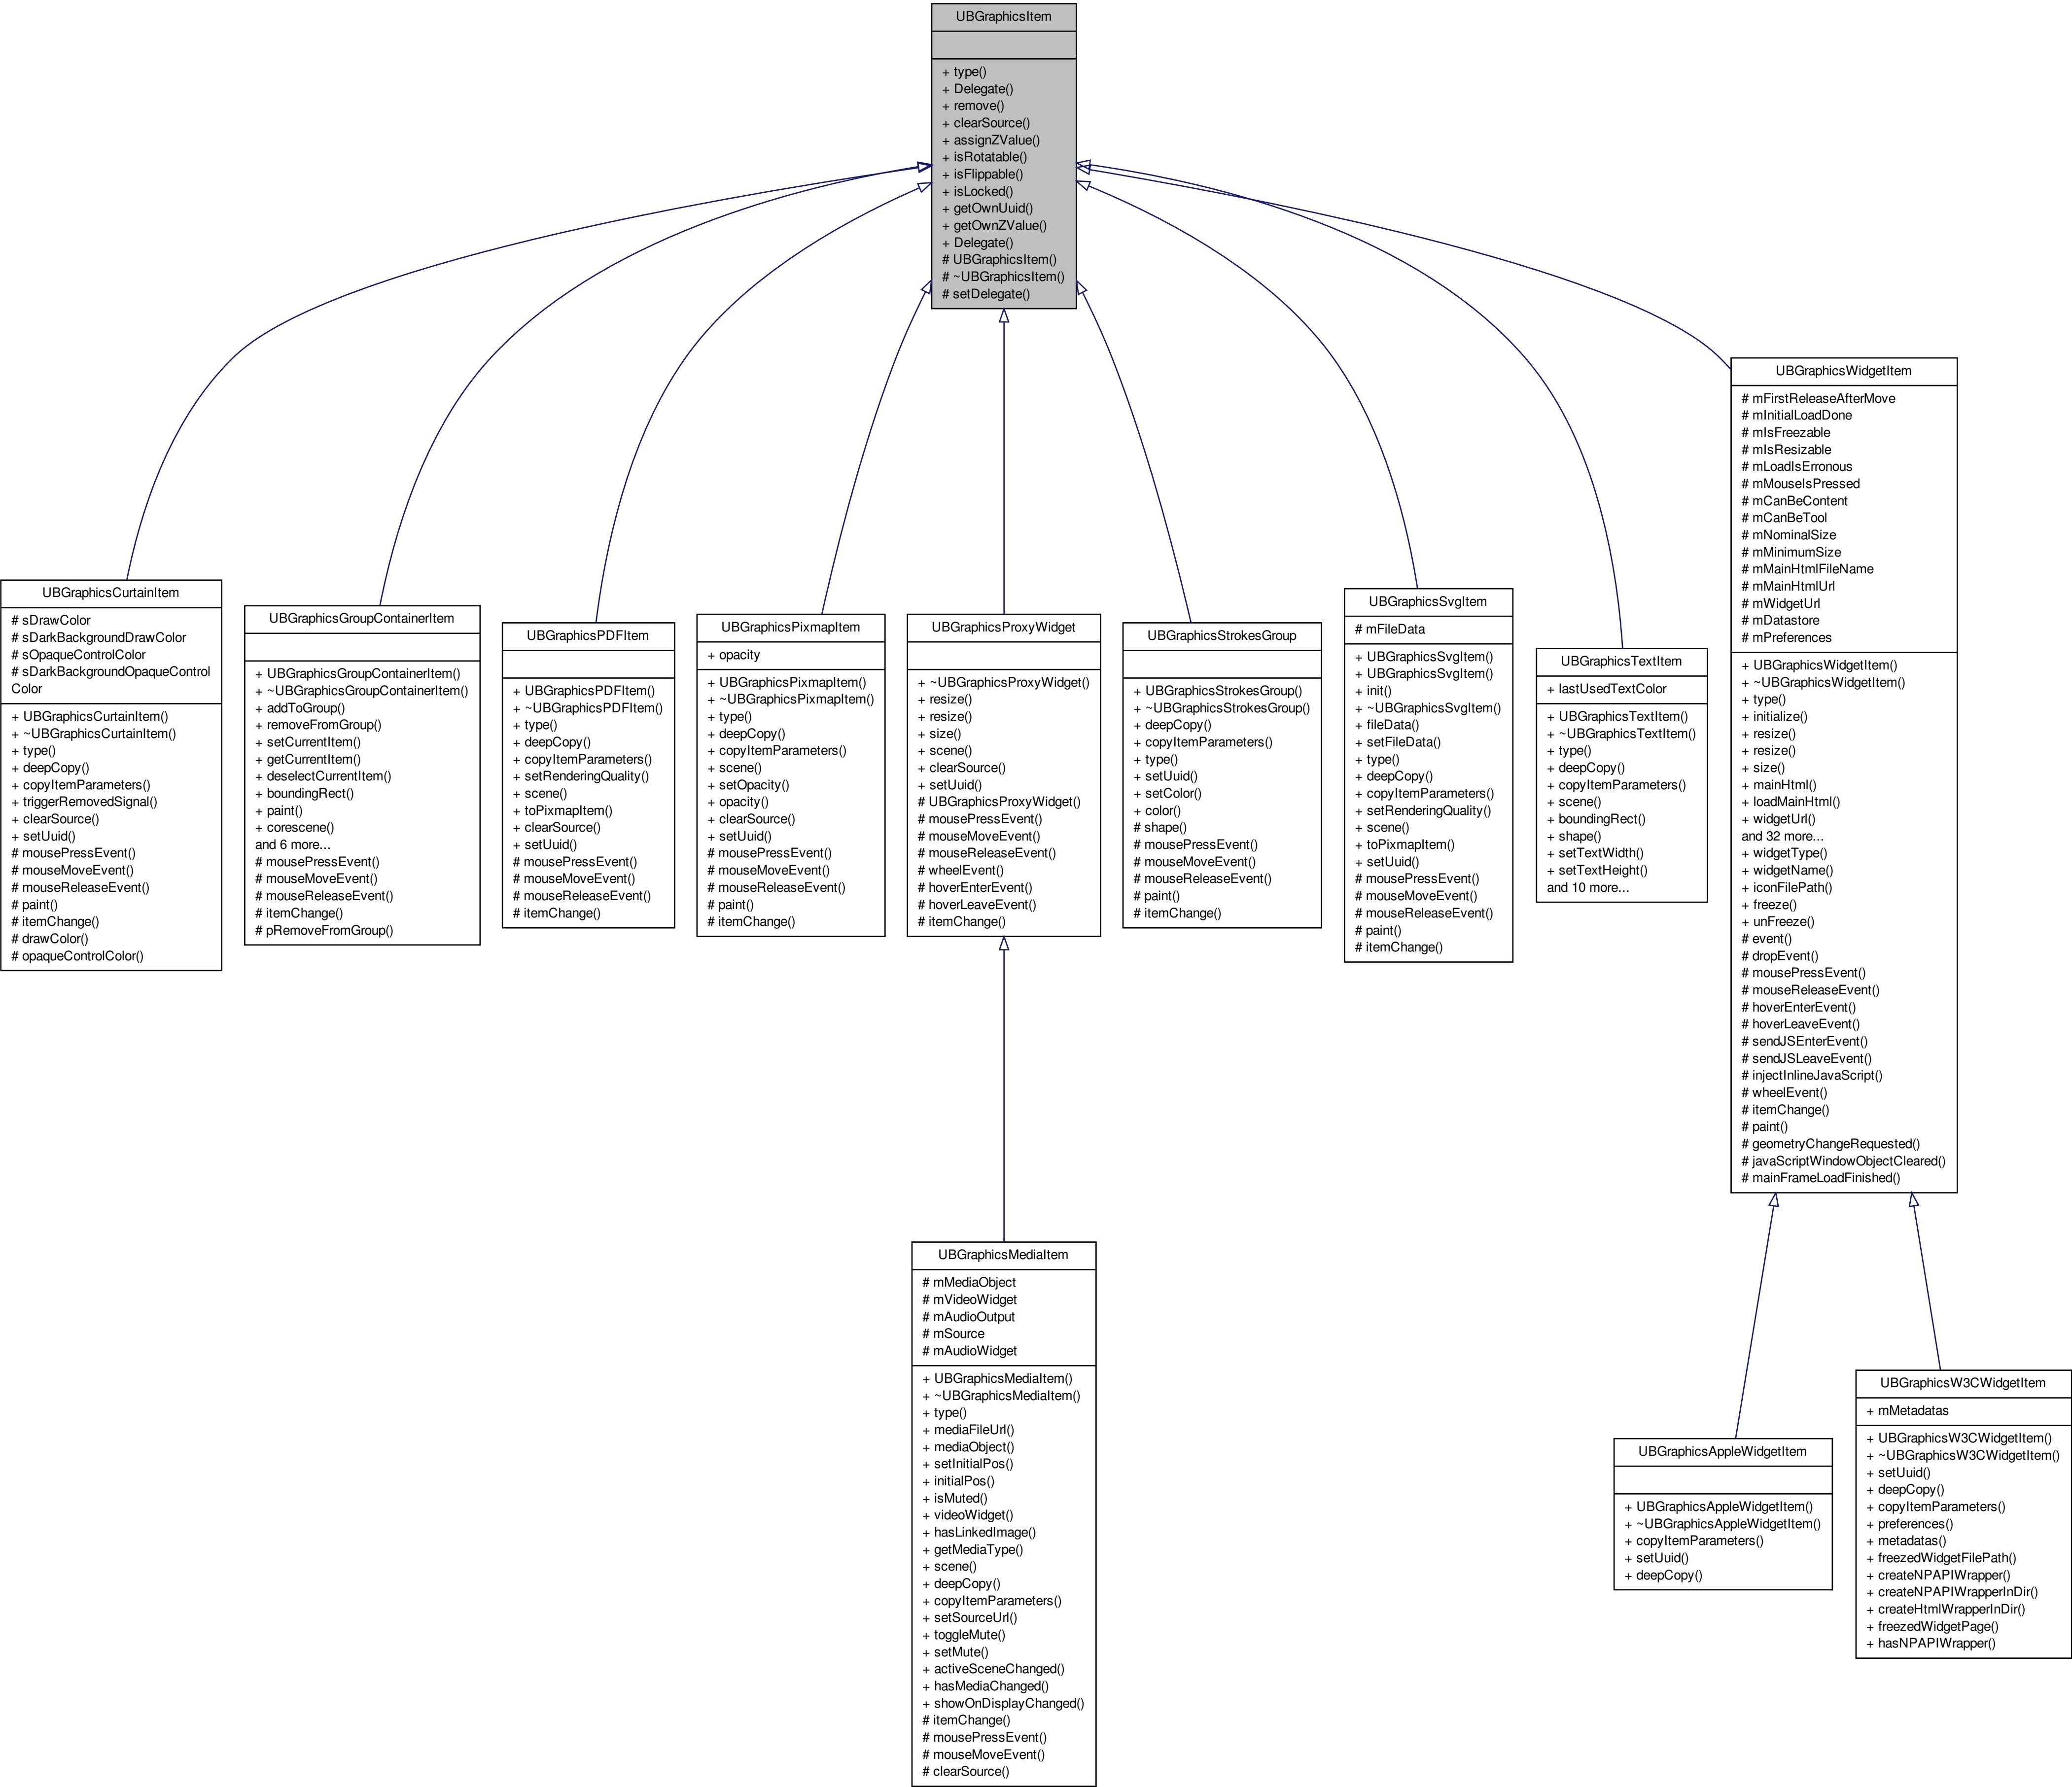 UBGraphicsItem
+ type()
+ Delegate()
+ remove()
+ clearSource()
+ assignZValue()
+ isRotatable()
+ isFlippable()
+ isLocked()
+ getOwnUuid()
+ getOwnZValue()
+ Delegate()
# UBGraphicsItem()
# ~UBGraphicsItem()
# setDelegate()
UBGraphicsCurtainItem
# sDrawColor
# sDarkBackgroundDrawColor
# sOpaqueControlColor
# sDarkBackgroundOpaqueControl
Color
+ UBGraphicsCurtainItem()
+ ~UBGraphicsCurtainItem()
+ type()
+ deepCopy()
+ copyItemParameters()
+ triggerRemovedSignal()
+ clearSource()
+ setUuid()
# mousePressEvent()
# mouseMoveEvent()
# mouseReleaseEvent()
# paint()
# itemChange()
# drawColor()
# opaqueControlColor()
UBGraphicsGroupContainerItem
+ UBGraphicsGroupContainerItem()
+ ~UBGraphicsGroupContainerItem()
+ addToGroup()
+ removeFromGroup()
+ setCurrentItem()
+ getCurrentItem()
+ deselectCurrentItem()
+ boundingRect()
+ paint()
+ corescene()
and 6 more...
# mousePressEvent()
# mouseMoveEvent()
# mouseReleaseEvent()
# itemChange()
# pRemoveFromGroup()
UBGraphicsPDFItem
+ UBGraphicsPDFItem()
+ ~UBGraphicsPDFItem()
+ type()
+ deepCopy()
+ copyItemParameters()
+ setRenderingQuality()
+ scene()
+ toPixmapItem()
+ clearSource()
+ setUuid()
# mousePressEvent()
# mouseMoveEvent()
# mouseReleaseEvent()
# itemChange()
UBGraphicsPixmapItem
+ opacity
+ UBGraphicsPixmapItem()
+ ~UBGraphicsPixmapItem()
+ type()
+ deepCopy()
+ copyItemParameters()
+ scene()
+ setOpacity()
+ opacity()
+ clearSource()
+ setUuid()
# mousePressEvent()
# mouseMoveEvent()
# mouseReleaseEvent()
# paint()
# itemChange()
UBGraphicsProxyWidget
+ ~UBGraphicsProxyWidget()
+ resize()
+ resize()
+ size()
+ scene()
+ clearSource()
+ setUuid()
# UBGraphicsProxyWidget()
# mousePressEvent()
# mouseMoveEvent()
# mouseReleaseEvent()
# wheelEvent()
# hoverEnterEvent()
# hoverLeaveEvent()
# itemChange()
UBGraphicsStrokesGroup
+ UBGraphicsStrokesGroup()
+ ~UBGraphicsStrokesGroup()
+ deepCopy()
+ copyItemParameters()
+ type()
+ setUuid()
+ setColor()
+ color()
# shape()
# mousePressEvent()
# mouseMoveEvent()
# mouseReleaseEvent()
# paint()
# itemChange()
UBGraphicsSvgItem
# mFileData
+ UBGraphicsSvgItem()
+ UBGraphicsSvgItem()
+ init()
+ ~UBGraphicsSvgItem()
+ fileData()
+ setFileData()
+ type()
+ deepCopy()
+ copyItemParameters()
+ setRenderingQuality()
+ scene()
+ toPixmapItem()
+ setUuid()
# mousePressEvent()
# mouseMoveEvent()
# mouseReleaseEvent()
# paint()
# itemChange()
UBGraphicsTextItem
+ lastUsedTextColor
+ UBGraphicsTextItem()
+ ~UBGraphicsTextItem()
+ type()
+ deepCopy()
+ copyItemParameters()
+ scene()
+ boundingRect()
+ shape()
+ setTextWidth()
+ setTextHeight()
and 10 more...
UBGraphicsWidgetItem
# mFirstReleaseAfterMove
# mInitialLoadDone
# mIsFreezable
# mIsResizable
# mLoadIsErronous
# mMouseIsPressed
# mCanBeContent
# mCanBeTool
# mNominalSize
# mMinimumSize
# mMainHtmlFileName
# mMainHtmlUrl
# mWidgetUrl
# mDatastore
# mPreferences
+ UBGraphicsWidgetItem()
+ ~UBGraphicsWidgetItem()
+ type()
+ initialize()
+ resize()
+ resize()
+ size()
+ mainHtml()
+ loadMainHtml()
+ widgetUrl()
and 32 more...
+ widgetType()
+ widgetName()
+ iconFilePath()
+ freeze()
+ unFreeze()
# event()
# dropEvent()
# mousePressEvent()
# mouseReleaseEvent()
# hoverEnterEvent()
# hoverLeaveEvent()
# sendJSEnterEvent()
# sendJSLeaveEvent()
# injectInlineJavaScript()
# wheelEvent()
# itemChange()
# paint()
# geometryChangeRequested()
# javaScriptWindowObjectCleared()
# mainFrameLoadFinished()
UBGraphicsMediaItem
# mMediaObject
# mVideoWidget
# mAudioOutput
# mSource
# mAudioWidget
+ UBGraphicsMediaItem()
+ ~UBGraphicsMediaItem()
+ type()
+ mediaFileUrl()
+ mediaObject()
+ setInitialPos()
+ initialPos()
+ isMuted()
+ videoWidget()
+ hasLinkedImage()
+ getMediaType()
+ scene()
+ deepCopy()
+ copyItemParameters()
+ setSourceUrl()
+ toggleMute()
+ setMute()
+ activeSceneChanged()
+ hasMediaChanged()
+ showOnDisplayChanged()
# itemChange()
# mousePressEvent()
# mouseMoveEvent()
# clearSource()
UBGraphicsAppleWidgetItem
+ UBGraphicsAppleWidgetItem()
+ ~UBGraphicsAppleWidgetItem()
+ copyItemParameters()
+ setUuid()
+ deepCopy()
UBGraphicsW3CWidgetItem
+ mMetadatas
+ UBGraphicsW3CWidgetItem()
+ ~UBGraphicsW3CWidgetItem()
+ setUuid()
+ deepCopy()
+ copyItemParameters()
+ preferences()
+ metadatas()
+ freezedWidgetFilePath()
+ createNPAPIWrapper()
+ createNPAPIWrapperInDir()
+ createHtmlWrapperInDir()
+ freezedWidgetPage()
+ hasNPAPIWrapper()